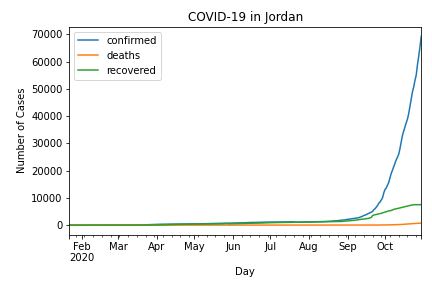 COVID-19 in Jordan
confirmed
deaths
recovered
Number of Cases
70000
60000
50000
40000
30000
20000
10000
0
Feb Mar Apr May Jun Jul Aug Sep Oct
2020
Day